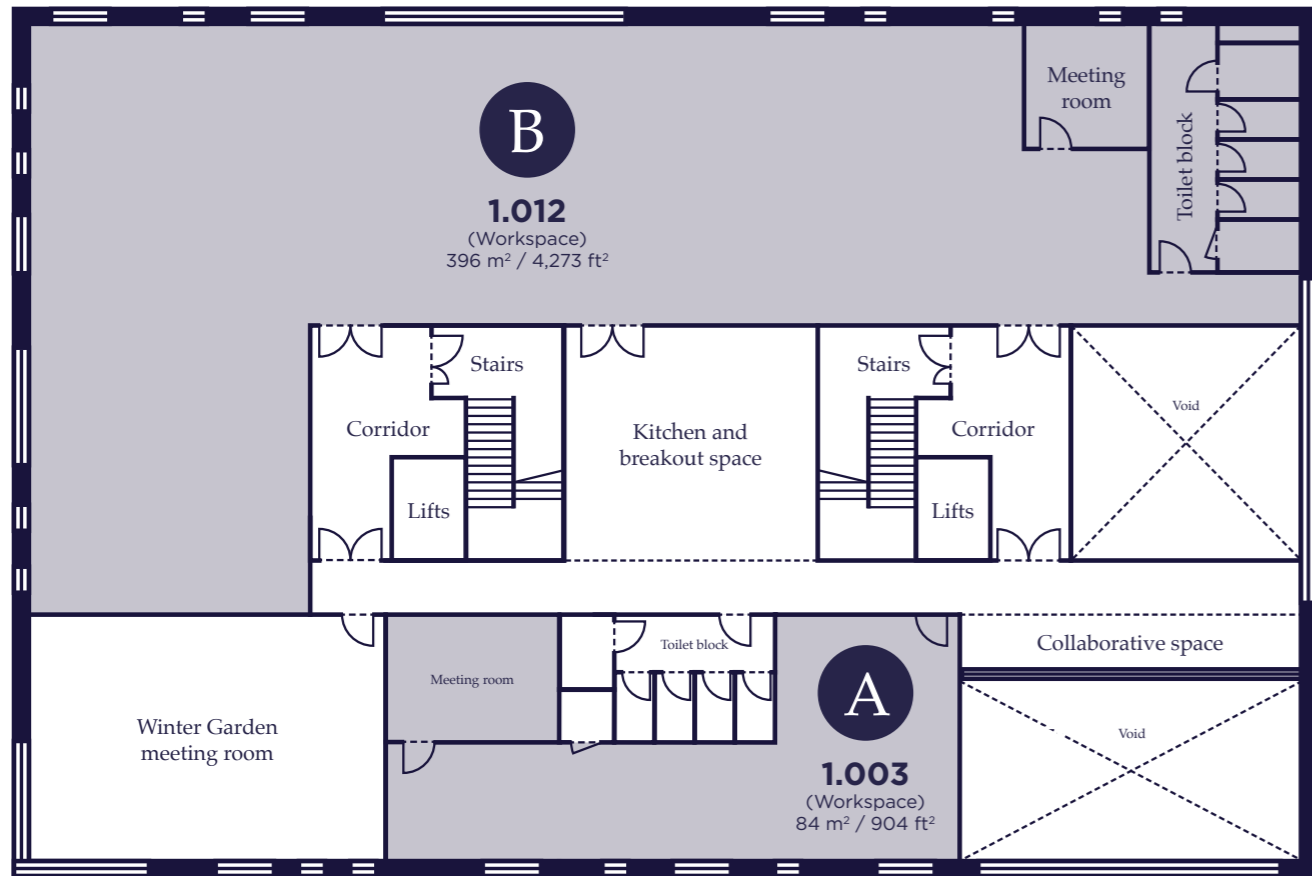 Meeting
room
Toilet block
B
1.012
(Workspace)
396 m² / 4,273 ft²
Stairs
Stairs
Void
Corridor
Kitchen and
breakout space
Corridor
Lifts
Lifts
Toilet block
Collaborative space
Meeting room
A
Winter Garden
meeting room
Void
1.003
(Workspace)
84 m² / 904 ft²